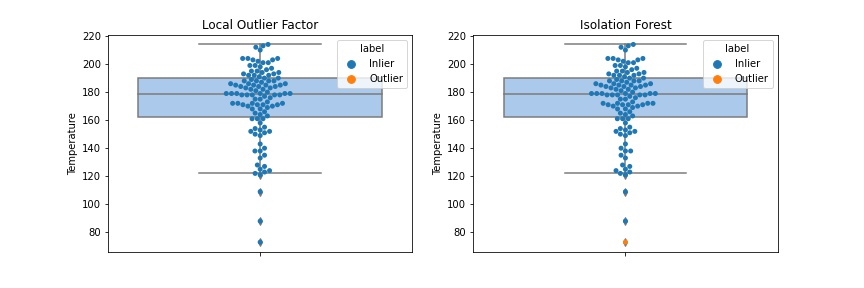 Local Outlier Factor
220
200
180
160
140
120
100
80
Temperature
label
Inlier
Outlier
Isolation Forest
220
200
180
160
140
120
100
80
Temperature
label
Inlier
Outlier